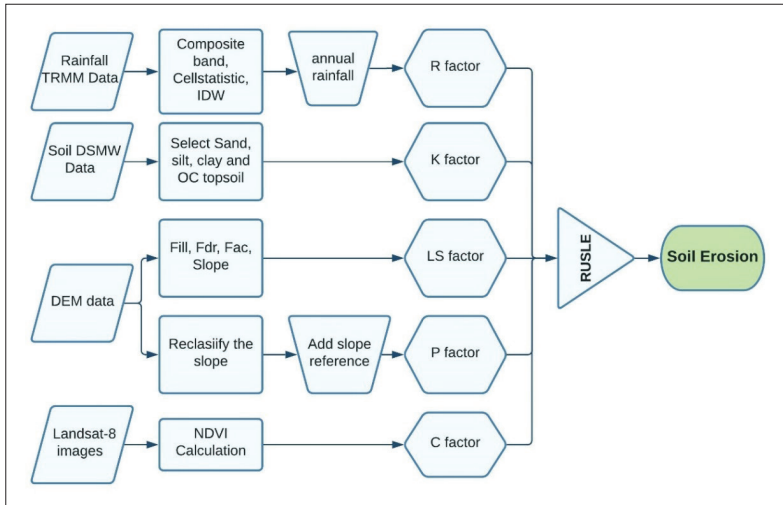 Rainfall
TRMM Data
Composite
band,
Cellstatistic,
IDW
annual
rainfall
R factor
Soil DSMW
Data
Select Sand,
silt, clay and
OC topsoil
K factor
DEM data
Fill, Fdr, Fac,
Slope
LS factor
Reclasiify the
slope
Add slope
reference
P factor
Landsat-8
images
NDVI
Calculation
C factor
RUSLE
Soil Erosion